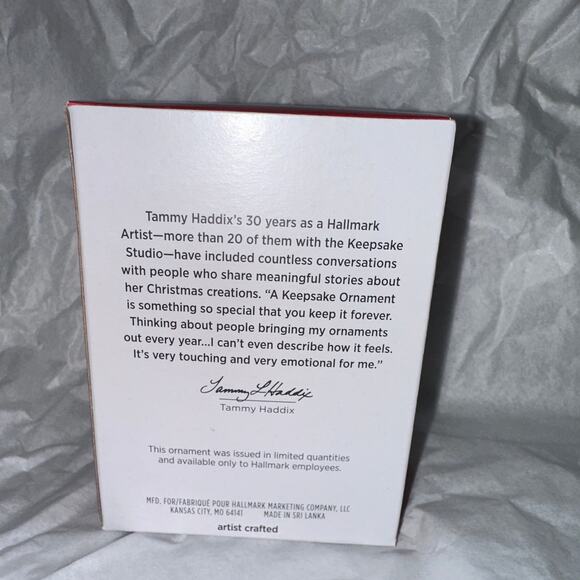 Tammy Haddix's 30 years as a Hallmark
Artist—more than 20 of them with the Keepsake
Studio—have included countless conversations
with people who share meaningful stories about
her Christmas creations. "A Keepsake Ornament
is something so special that you keep it forever.
Thinking about people bringing my ornaments
out every year...I can't even describe how it feels.
It's very touching and very emotional for me."
Tammy L Haddix
Tammy Haddix
This ornament was issued in limited quantities
and available only to Hallmark employees.
MFD. FOR/FABRIQUÉ POUR HALLMARK MARKETING COMPANY, LLC
KANSAS CITY, MO 64141 MADE IN SRI LANKA
artist crafted